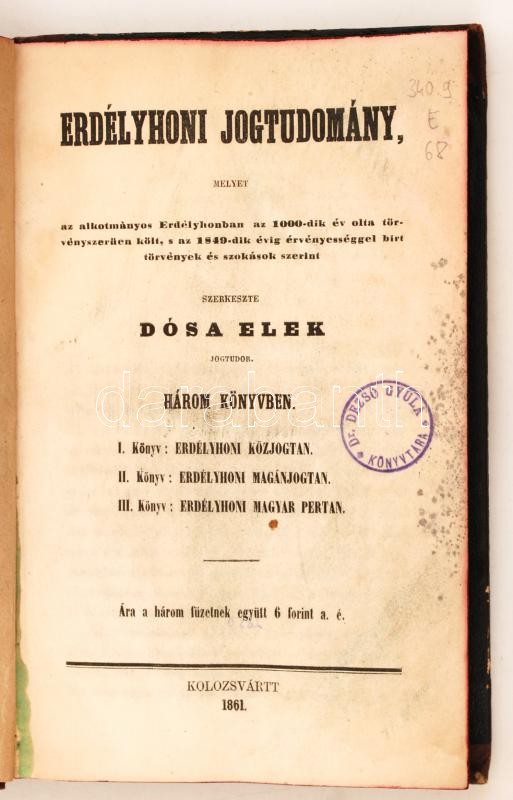 340.9
E
68
ERDÉLYHONI JOGTUDOMÁNY,
MELYET
az alkotmányos Erdélyhonban az 1000-dik év olta tör-
vényszerüen költ, s az 1849-dik évig érvényességgel birt
törvények és szokások szerint
SZERKESZTE
DÓSA ELEK
JOGTUDOR.
HÁROM KÖNYVBEN.
I. Könyv: ERDÉLYHONI KÖZJOGTAN.
II. Könyv: ERDÉLYHONI MAGÁNJOGTAN.
III. Könyv: ERDÉLYHONI MAGYAR PERTAN.
DR. DEZSŐ GYULA
KÖNYVTÁRA
darabanth
Ára a három füzetnek együtt 6 forint a. é.
KOLOZSVÁRTT
1861.